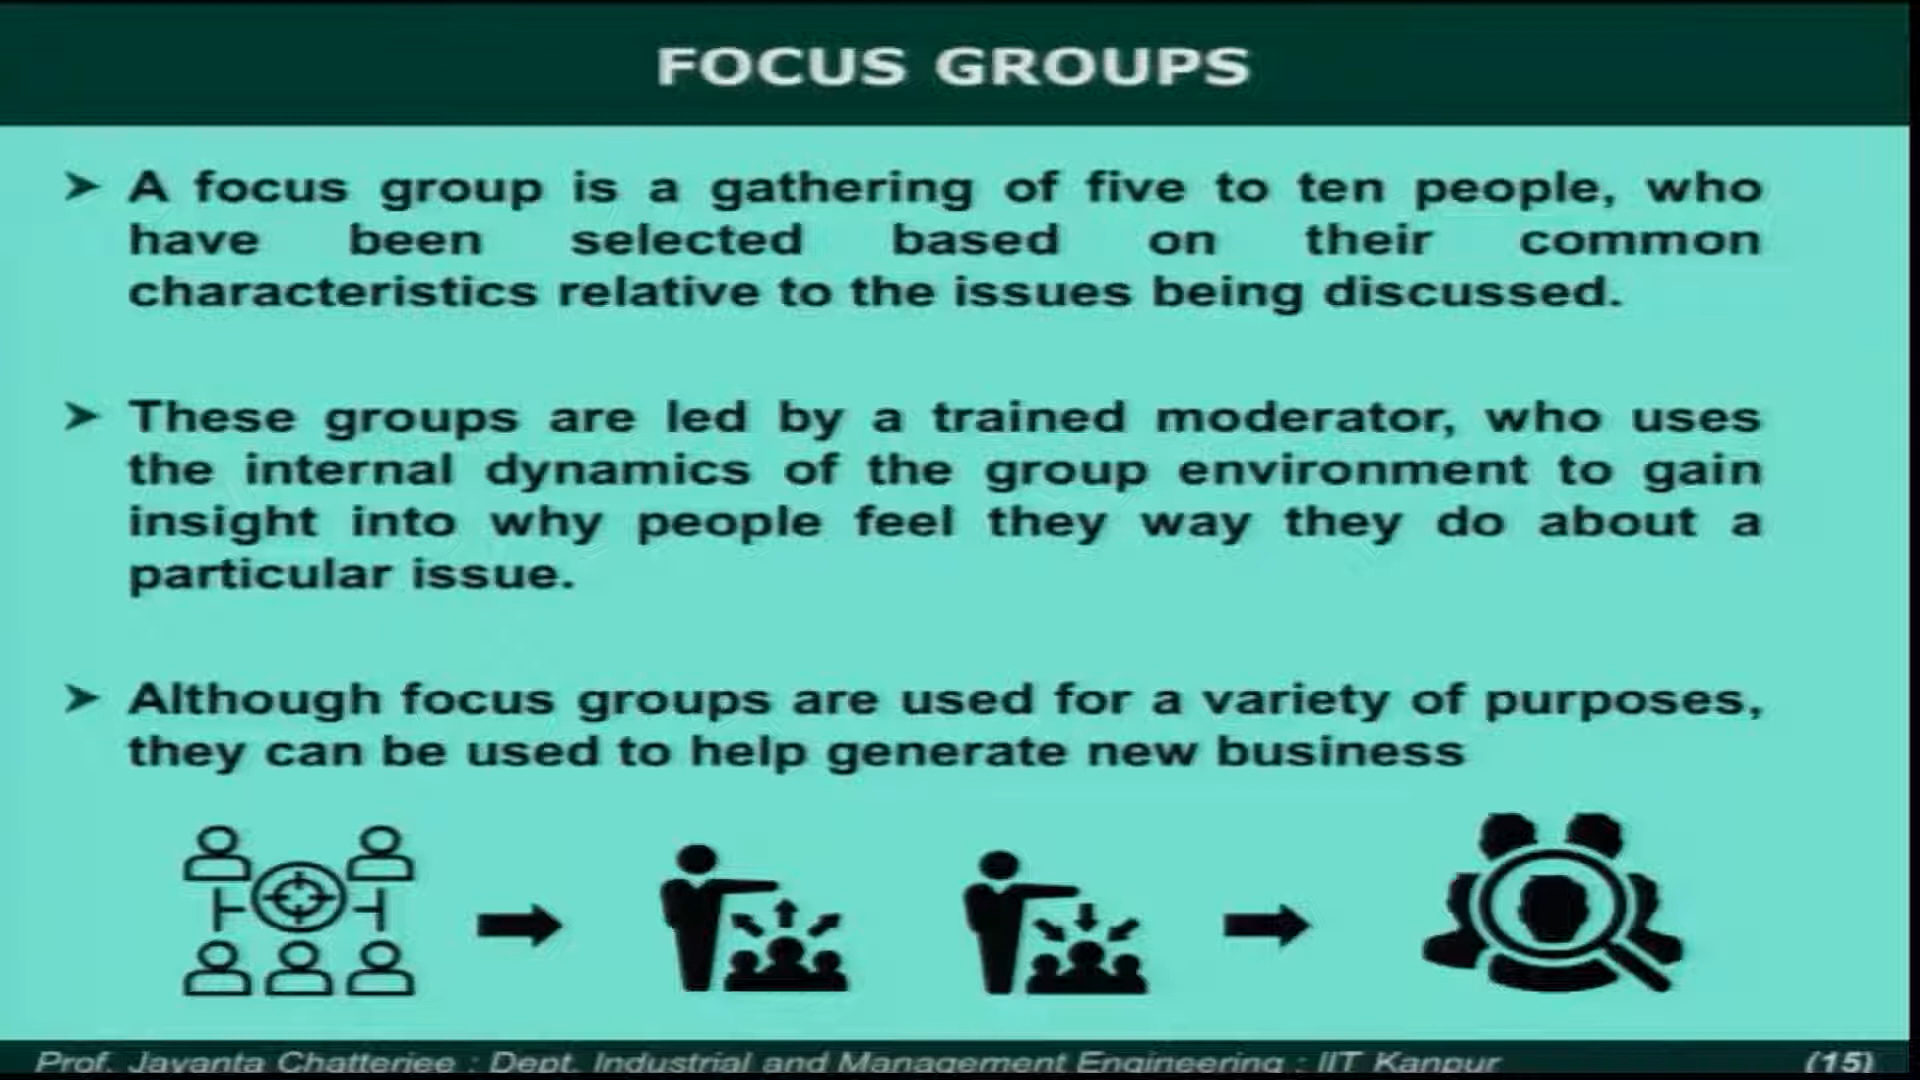 FOCUS GROUPS
➤ A focus group is a gathering of five to ten people, who
have been selected based on their common
characteristics relative to the issues being discussed.
➤ These groups are led by a trained moderator, who uses
the internal dynamics of the group environment to gain
insight into why people feel they way they do about a
particular issue.
➤ Although focus groups are used for a variety of purposes,
they can be used to help generate new business
Prof. Jayanta Chatterjee : Dept. Industrial and Management Engineering : IIT Kanpur (15)